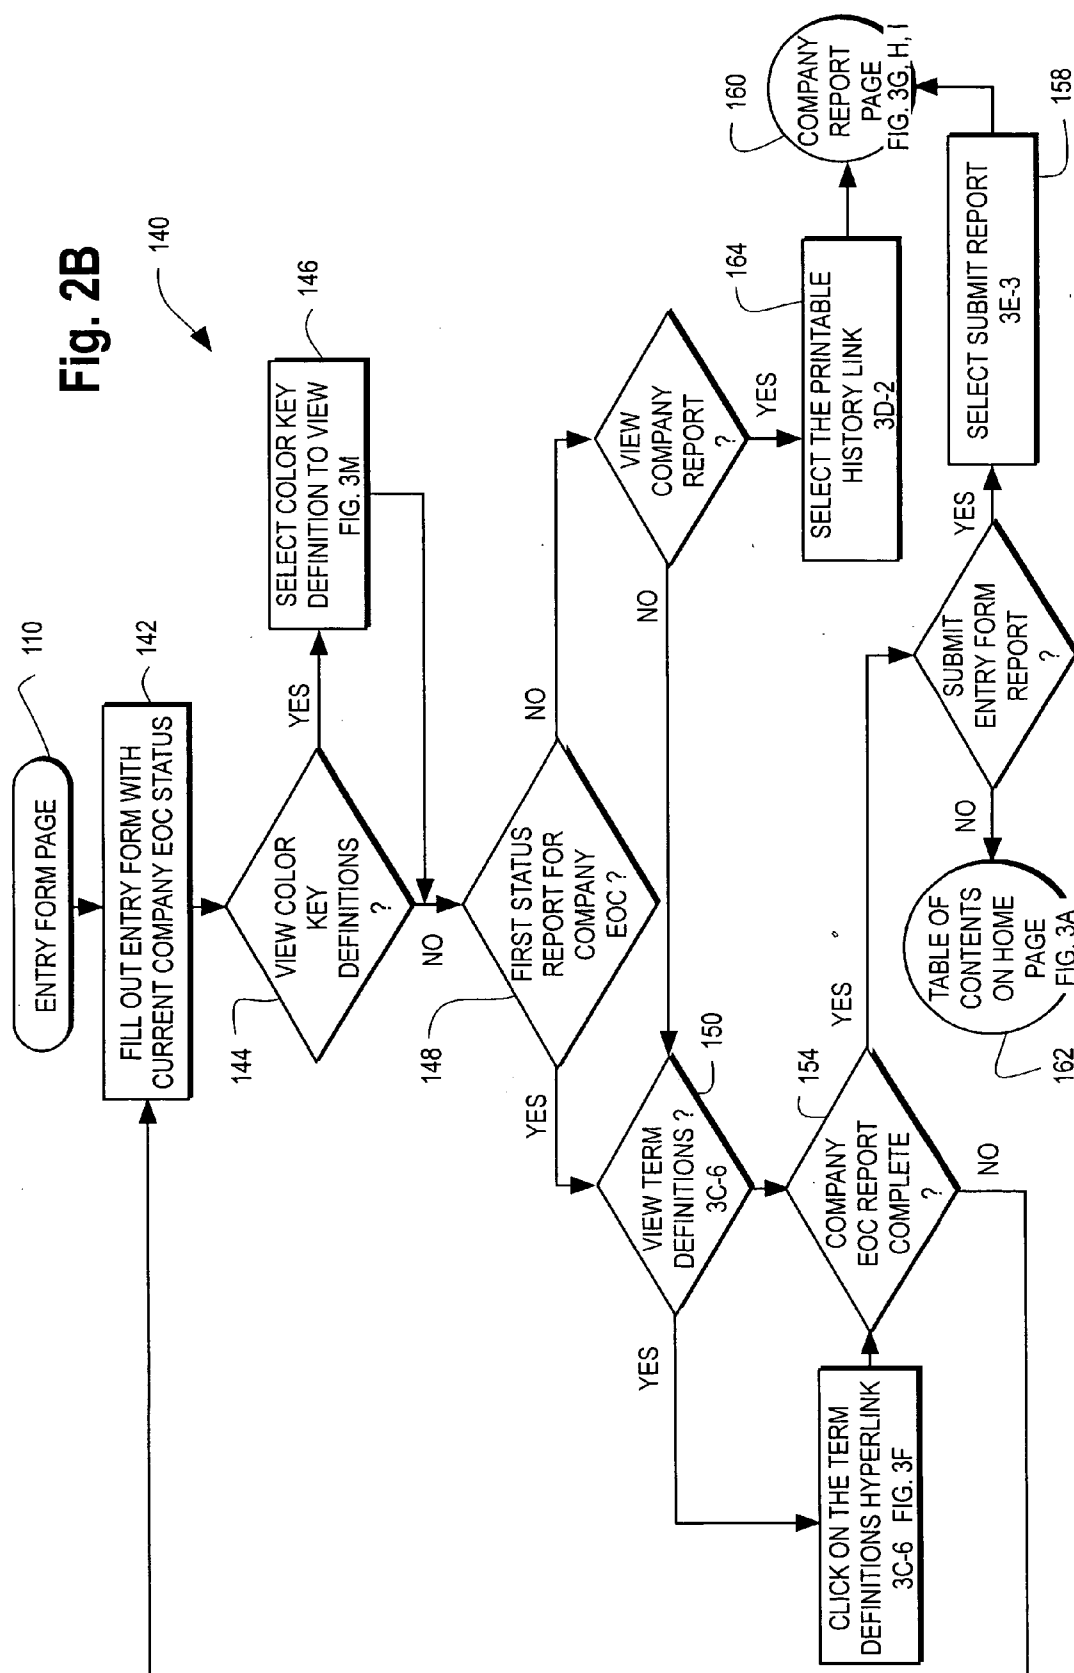 Fig. 2B
140
ENTRY FORM PAGE
110
FILL OUT ENTRY FORM WITH
CURRENT COMPANY EOC STATUS
142
VIEW COLOR
KEY
DEFINITIONS
?
144
YES
NO
SELECT COLOR KEY
DEFINITION TO VIEW
FIG. 3M
146
FIRST STATUS
REPORT FOR
COMPANY
EOC ?
148
YES
NO
VIEW
COMPANY
REPORT
?
NO
YES
SELECT THE PRINTABLE
HISTORY LINK
3D-2
164
COMPANY
REPORT
PAGE
FIG. 3G, H, I
160
VIEW TERM
DEFINITIONS ?
3C-6
150
YES
CLICK ON THE TERM
DEFINITIONS HYPERLINK
3C-6 FIG. 3F
COMPANY
EOC REPORT
COMPLETE
?
154
YES
NO
SUBMIT
ENTRY FORM
REPORT
?
YES
NO
SELECT SUBMIT REPORT
3E-3
158
TABLE OF
CONTENTS
ON HOME
PAGE
FIG. 3A
162